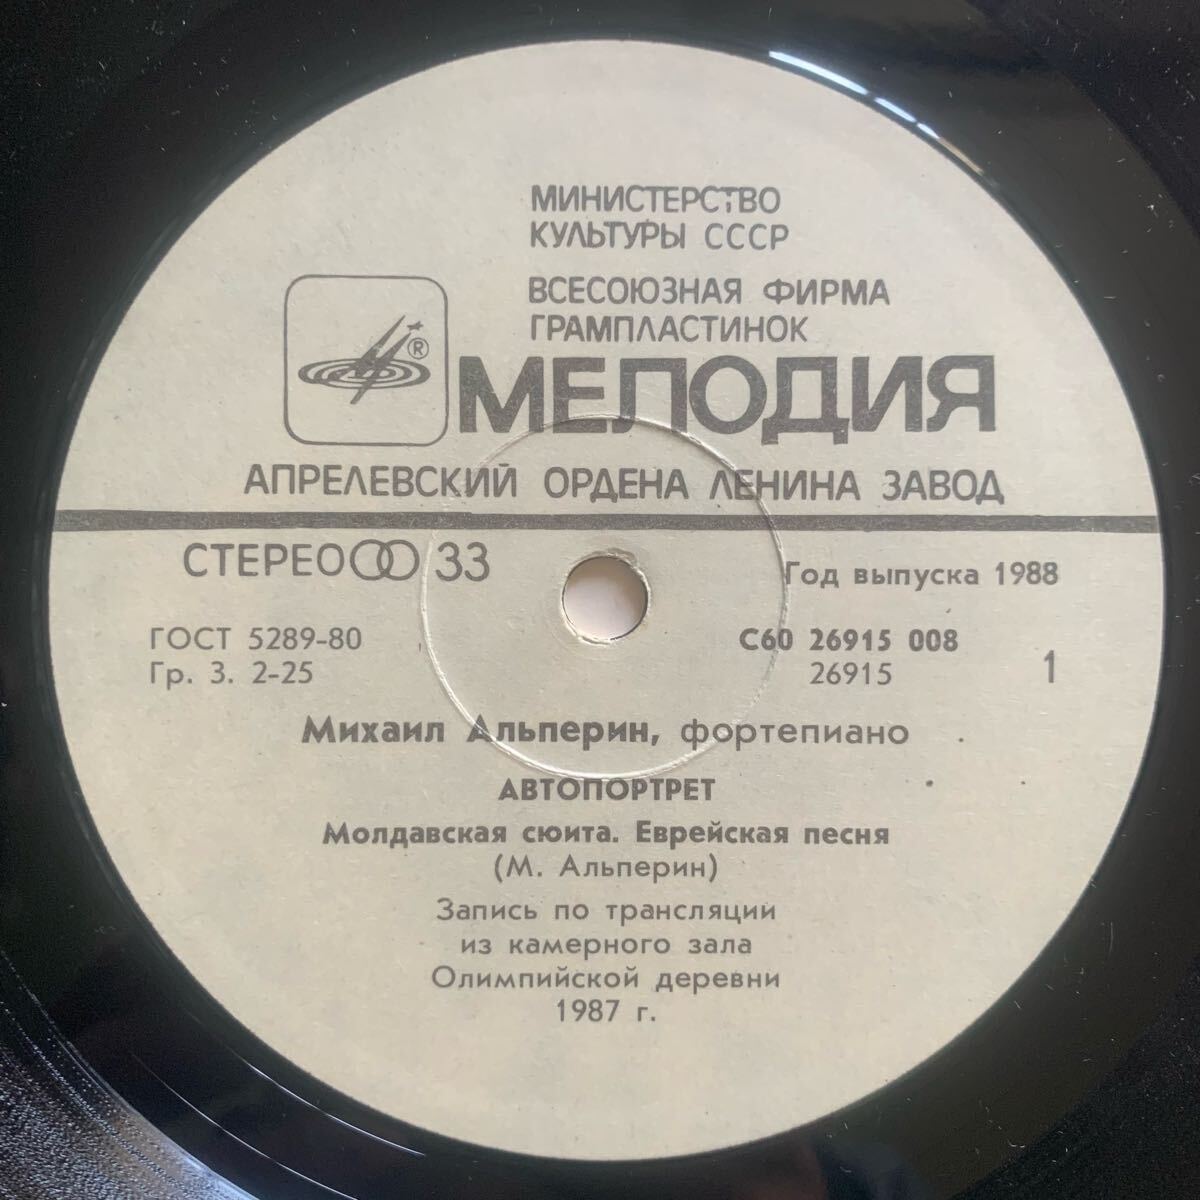 МИНИСТЕРСТВО
КУЛЬТУРЫ СССР
ВСЕСОЮЗНАЯ ФИРМА
ГРАМПЛАСТИНОК
®
МЕЛОДИЯ
АПРЕЛЕВСКИЙ ОРДЕНА ЛЕНИНА ЗАВОД
СТЕРЕО 33
Год выпуска 1988
ГОСТ 5289-80
С60 26915 008
Гр. 3. 2-25
26915
1
Михаил Альперин, фортепиано
АВТОПОРТРЕТ
Молдавская сюита. Еврейская песня
(М. Альперин)
Запись по трансляции
из камерного зала
Олимпийской деревни
1987 г.